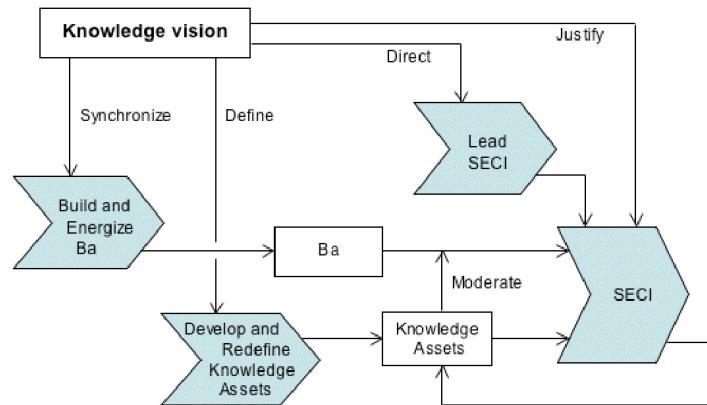 Knowledge vision
Justify
Direct
Synchronize
Define
Lead
SECI
Build and
Energize
Ba
Ba
Moderate
SECI
Develop and
Redefine
Knowledge
Assets
Knowledge
Assets